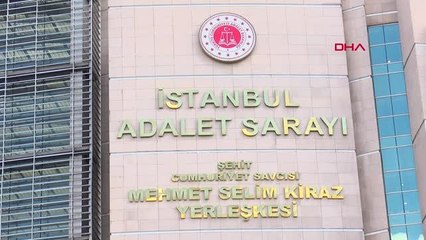 DHA
İSTANBUL
ADALET SARAYI
ŞEHİT
CUMHURİYET SAVCISI
MEHMET SELİM KİRAZ
YERLEŞKESİ